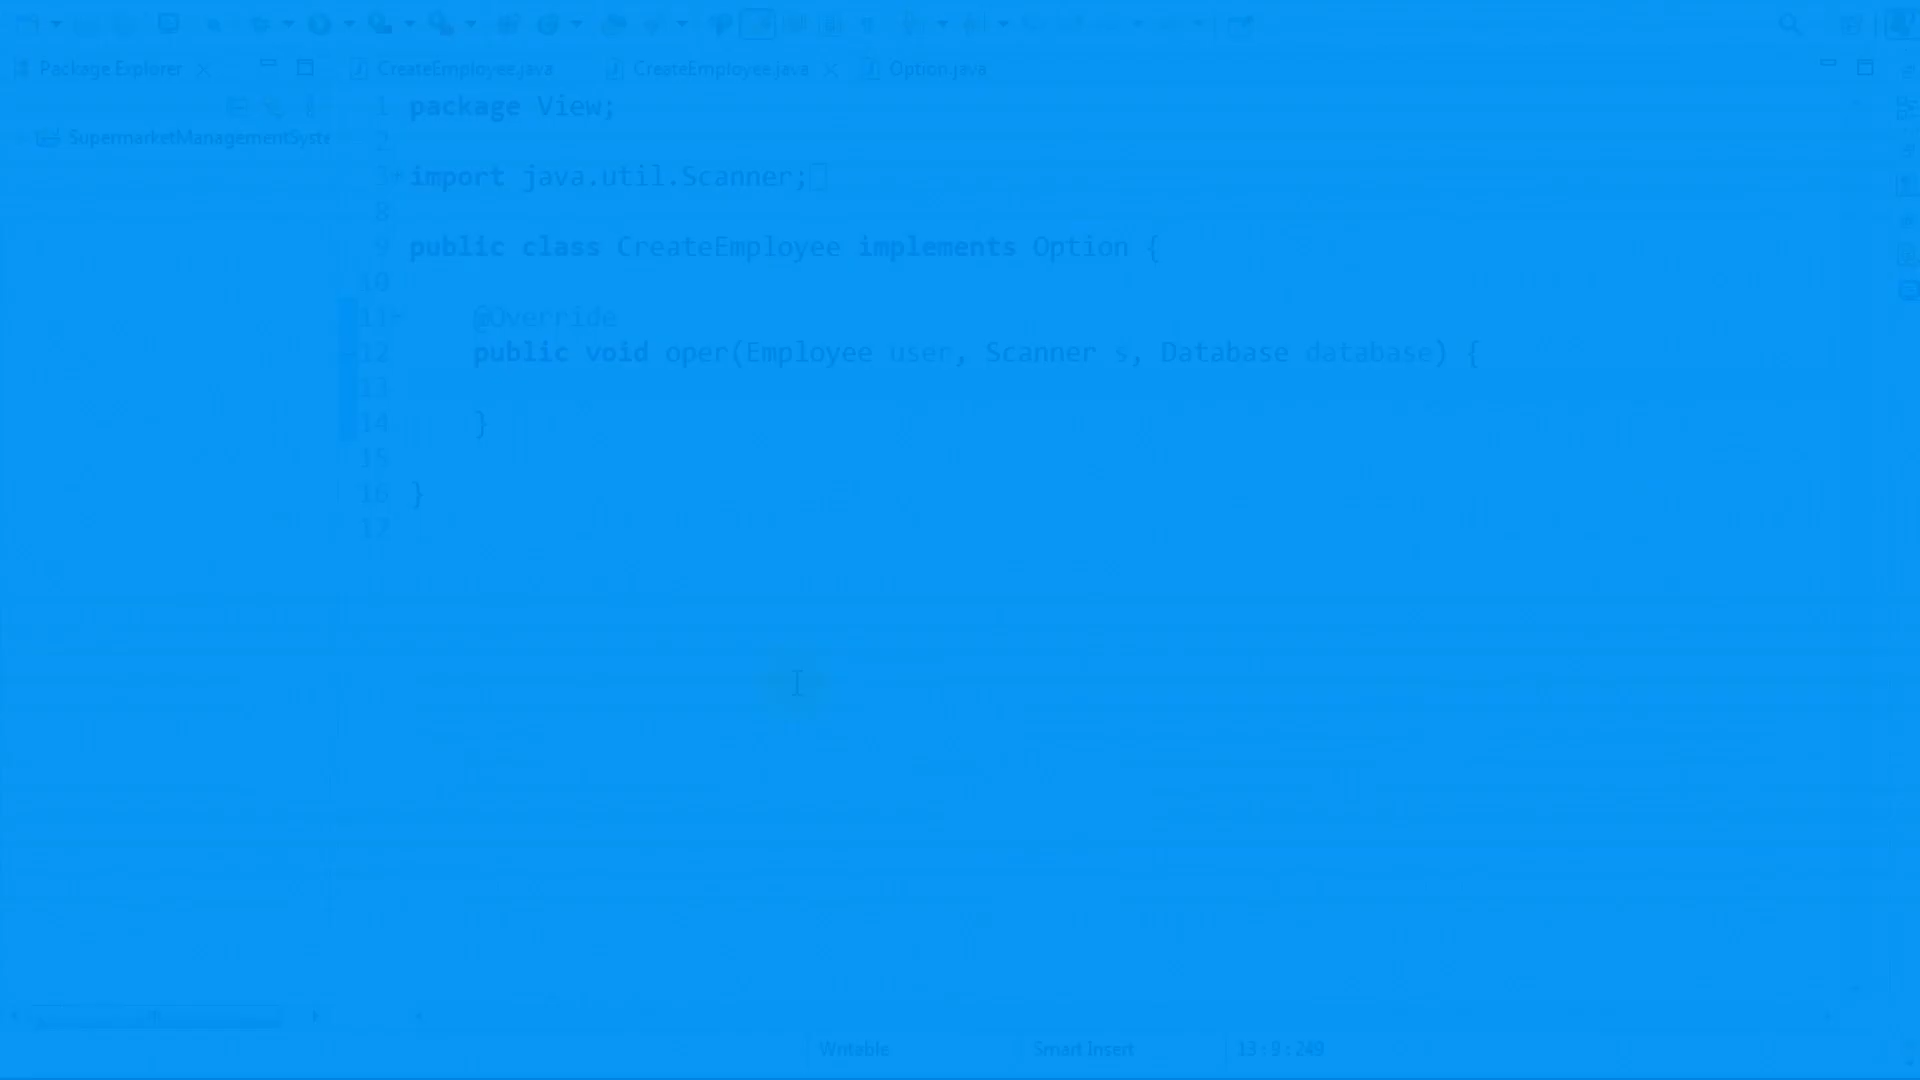 Package Explorer
CreateEmployee.java
CreateEmployee.java
Option.java
SupermarketManagementSyste
1 package View;
2
3 import java.util.Scanner;
8
9 public class CreateEmployee implements Option {
10
11 @Override
12 public void oper(Employee user, Scanner s, Database database) {
13
14 }
15
16 }
Writable
Smart Insert
13 : 9 : 249